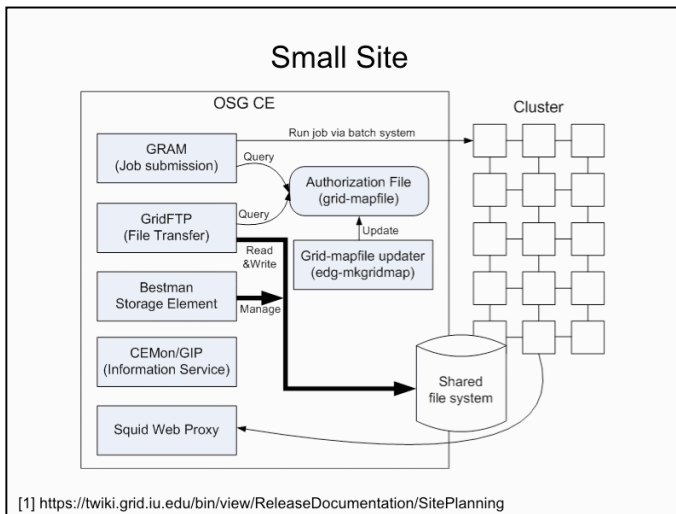 Small Site
OSG CE
Cluster
GRAM
(Job submission)
Run job via batch system
Query
Authorization File
(grid-mapfile)
GridFTP
(File Transfer)
Query
Update
Read
&Write
Grid-mapfile updater
(edg-mkgridmap)
Bestman
Storage Element
Manage
CEMon/GIP
(Information Service)
Shared
file system
Squid Web Proxy
[1] https://twiki.grid.iu.edu/bin/view/ReleaseDocumentation/SitePlanning